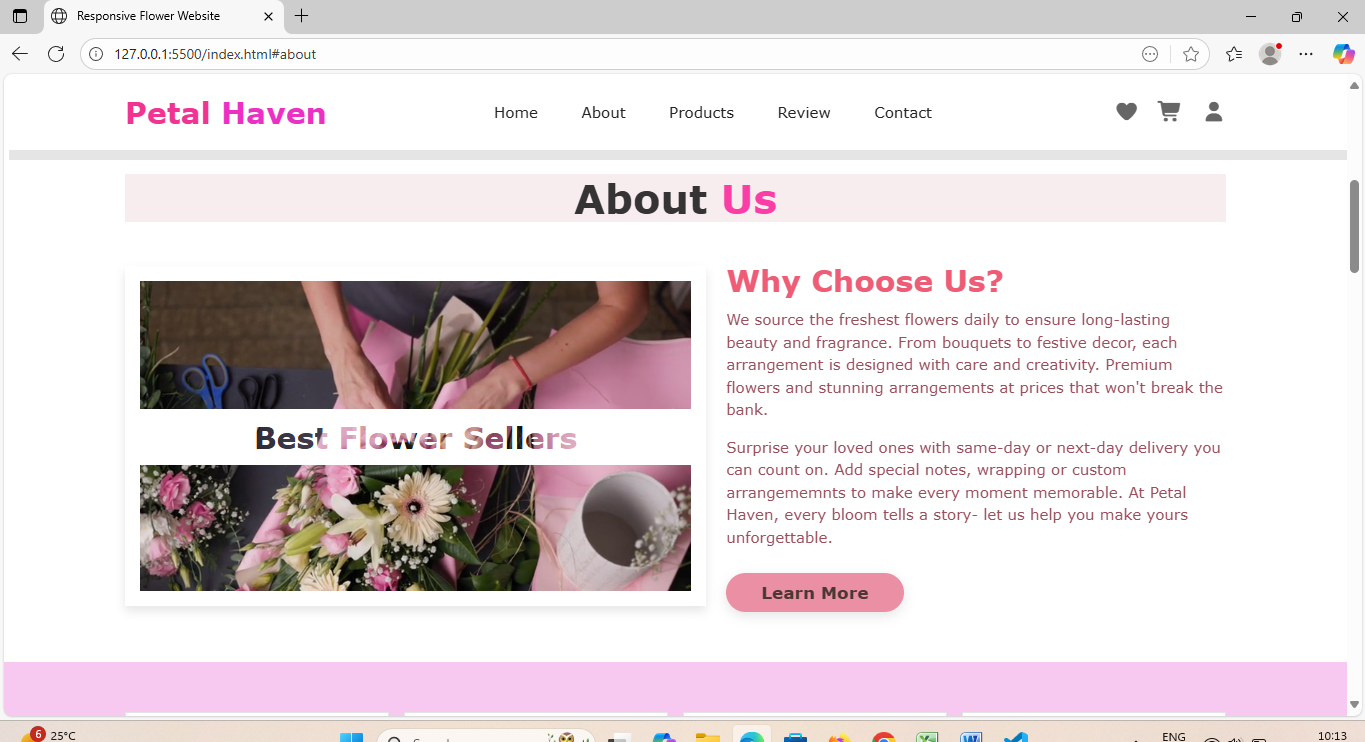 Responsive Flower Website
127.0.0.1:5500/index.html#about
Petal Haven
Home About Products Review Contact
About Us
Best Flower Sellers
Why Choose Us?
We source the freshest flowers daily to ensure long-lasting
beauty and fragrance. From bouquets to festive decor, each
arrangement is designed with care and creativity. Premium
flowers and stunning arrangements at prices that won't break the
bank.
Surprise your loved ones with same-day or next-day delivery you
can count on. Add special notes, wrapping or custom
arrangememnts to make every moment memorable. At Petal
Haven, every bloom tells a story- let us help you make yours
unforgettable.
Learn More
6
25°C
ENG
10:13